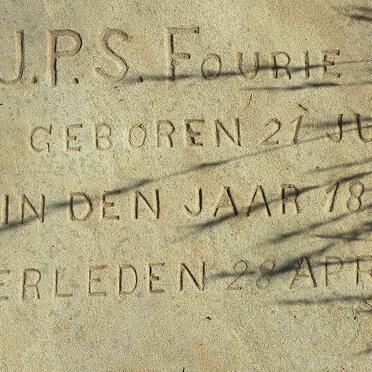 J.P.S. FOURIE
GEBOREN 21 JU
IN DEN JAAR 18
ERLEDEN 28 APR